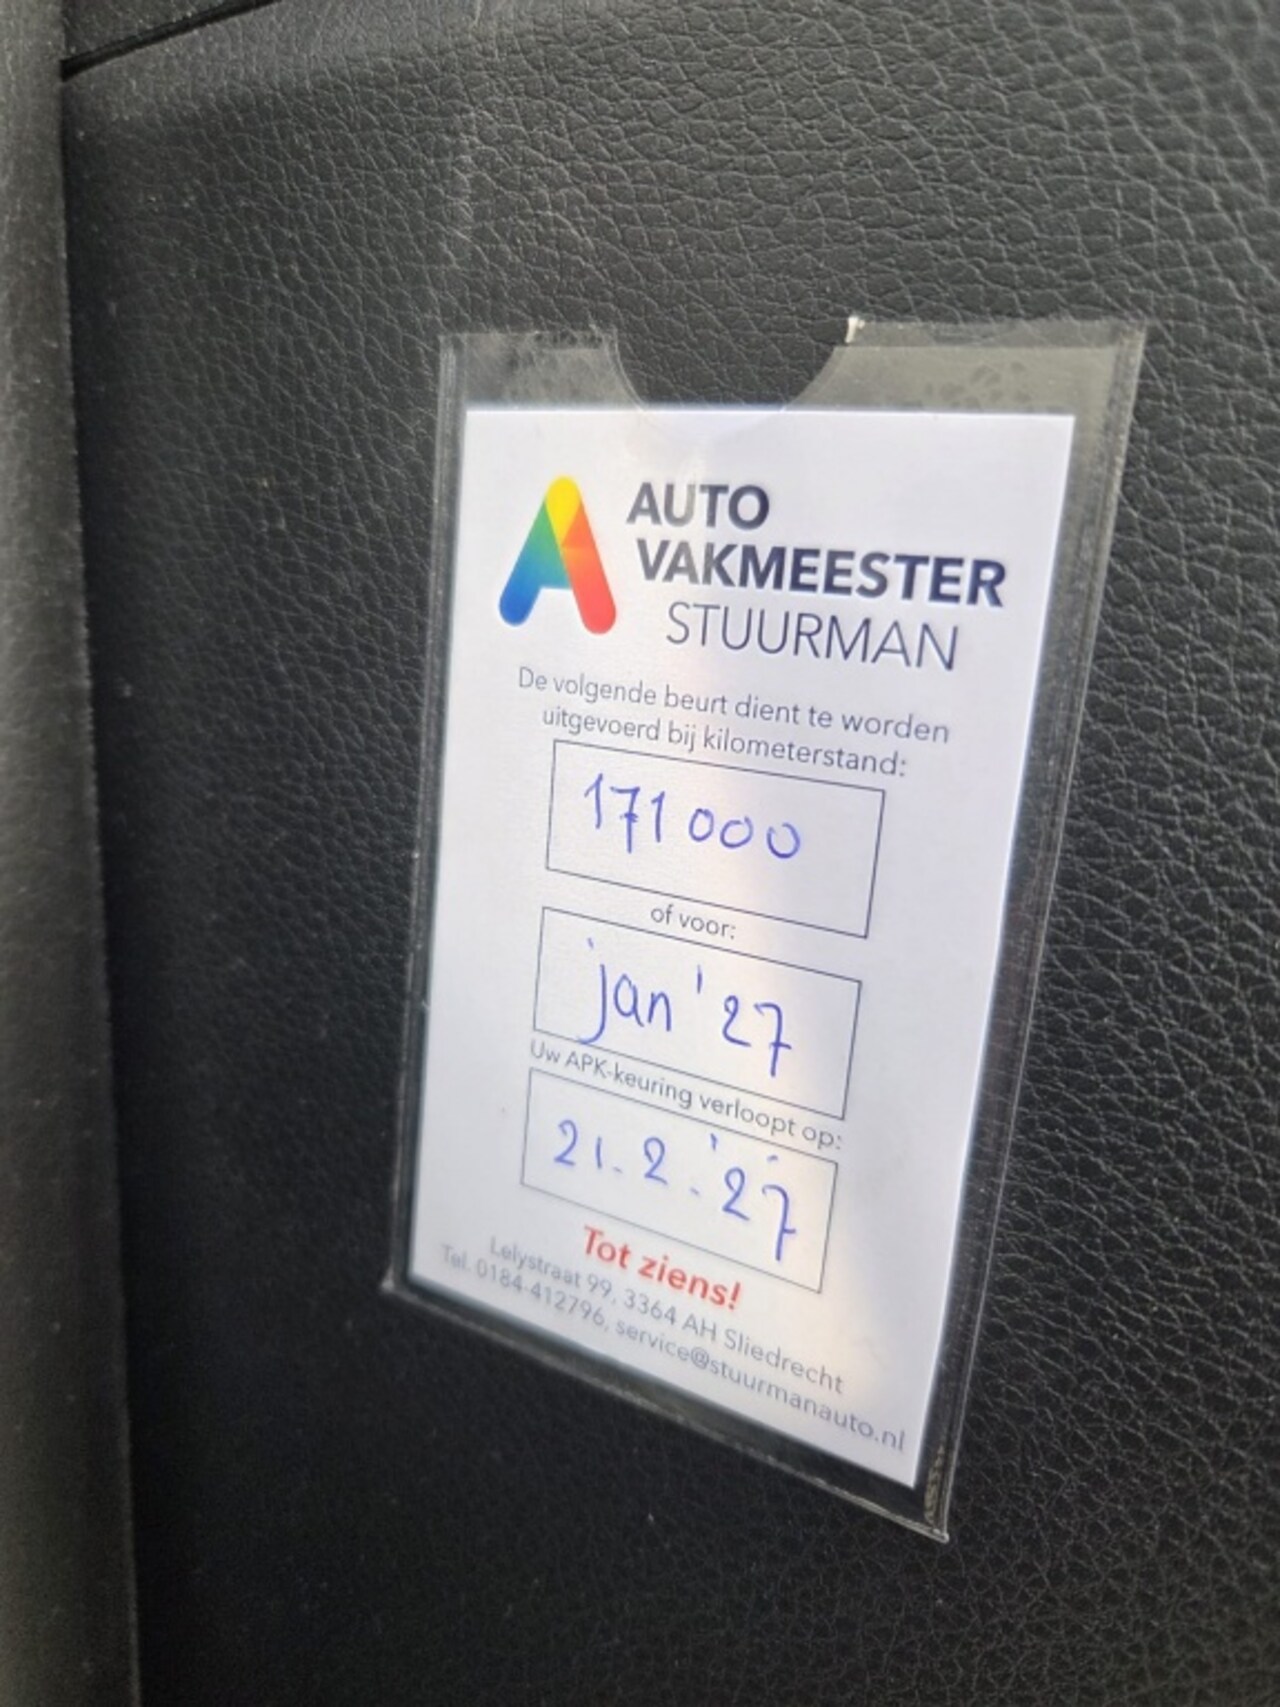 AUTO
VAKMEESTER
STUURMAN
De volgende beurt dient te worden
uitgevoerd bij kilometerstand:
171000
of voor:
jan '27
Uw APK-keuring verloopt op:
21.2.'27
Tot ziens!
Lelystraat 99, 3364 AH Sliedrecht
Tel. 0184-412796, service@stuurmanauto.nl